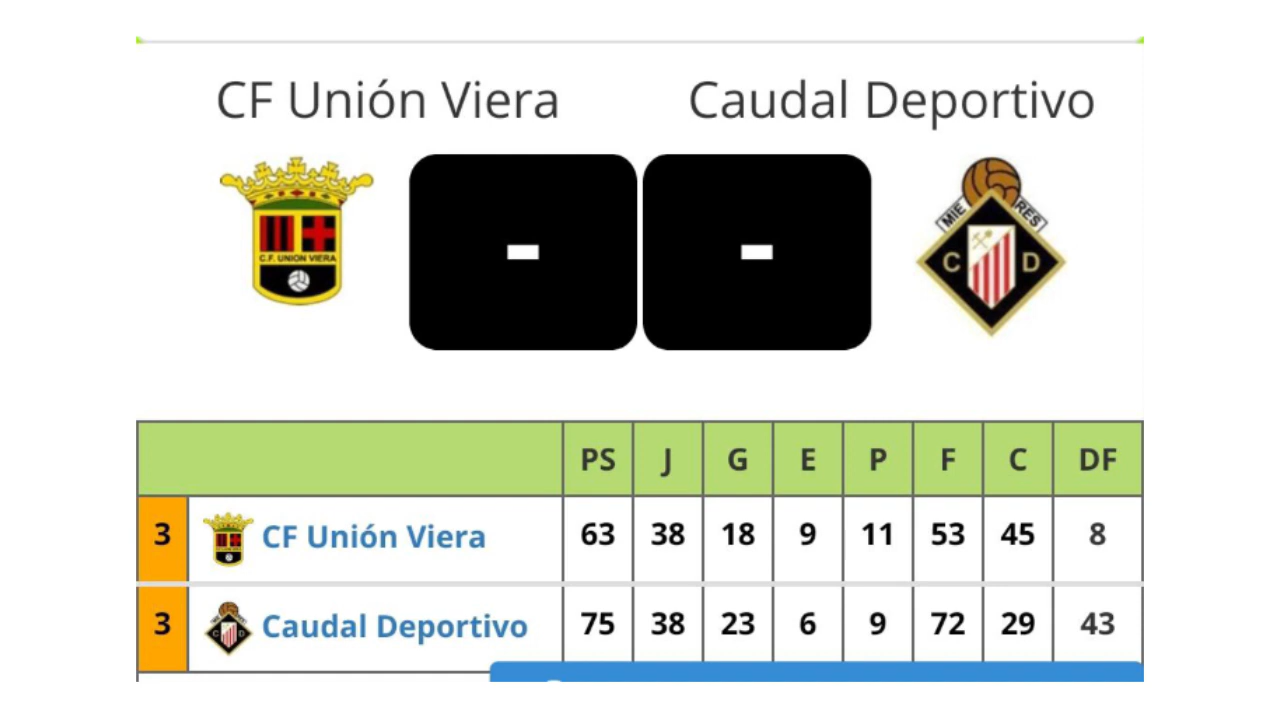 CF Unión Viera
Caudal Deportivo
C.F. UNION VIERA
- -
MIE RES
C D
PS J G E P F C DF
3 CF Unión Viera 63 38 18 9 11 53 45 8
3 Caudal Deportivo 75 38 23 6 9 72 29 43